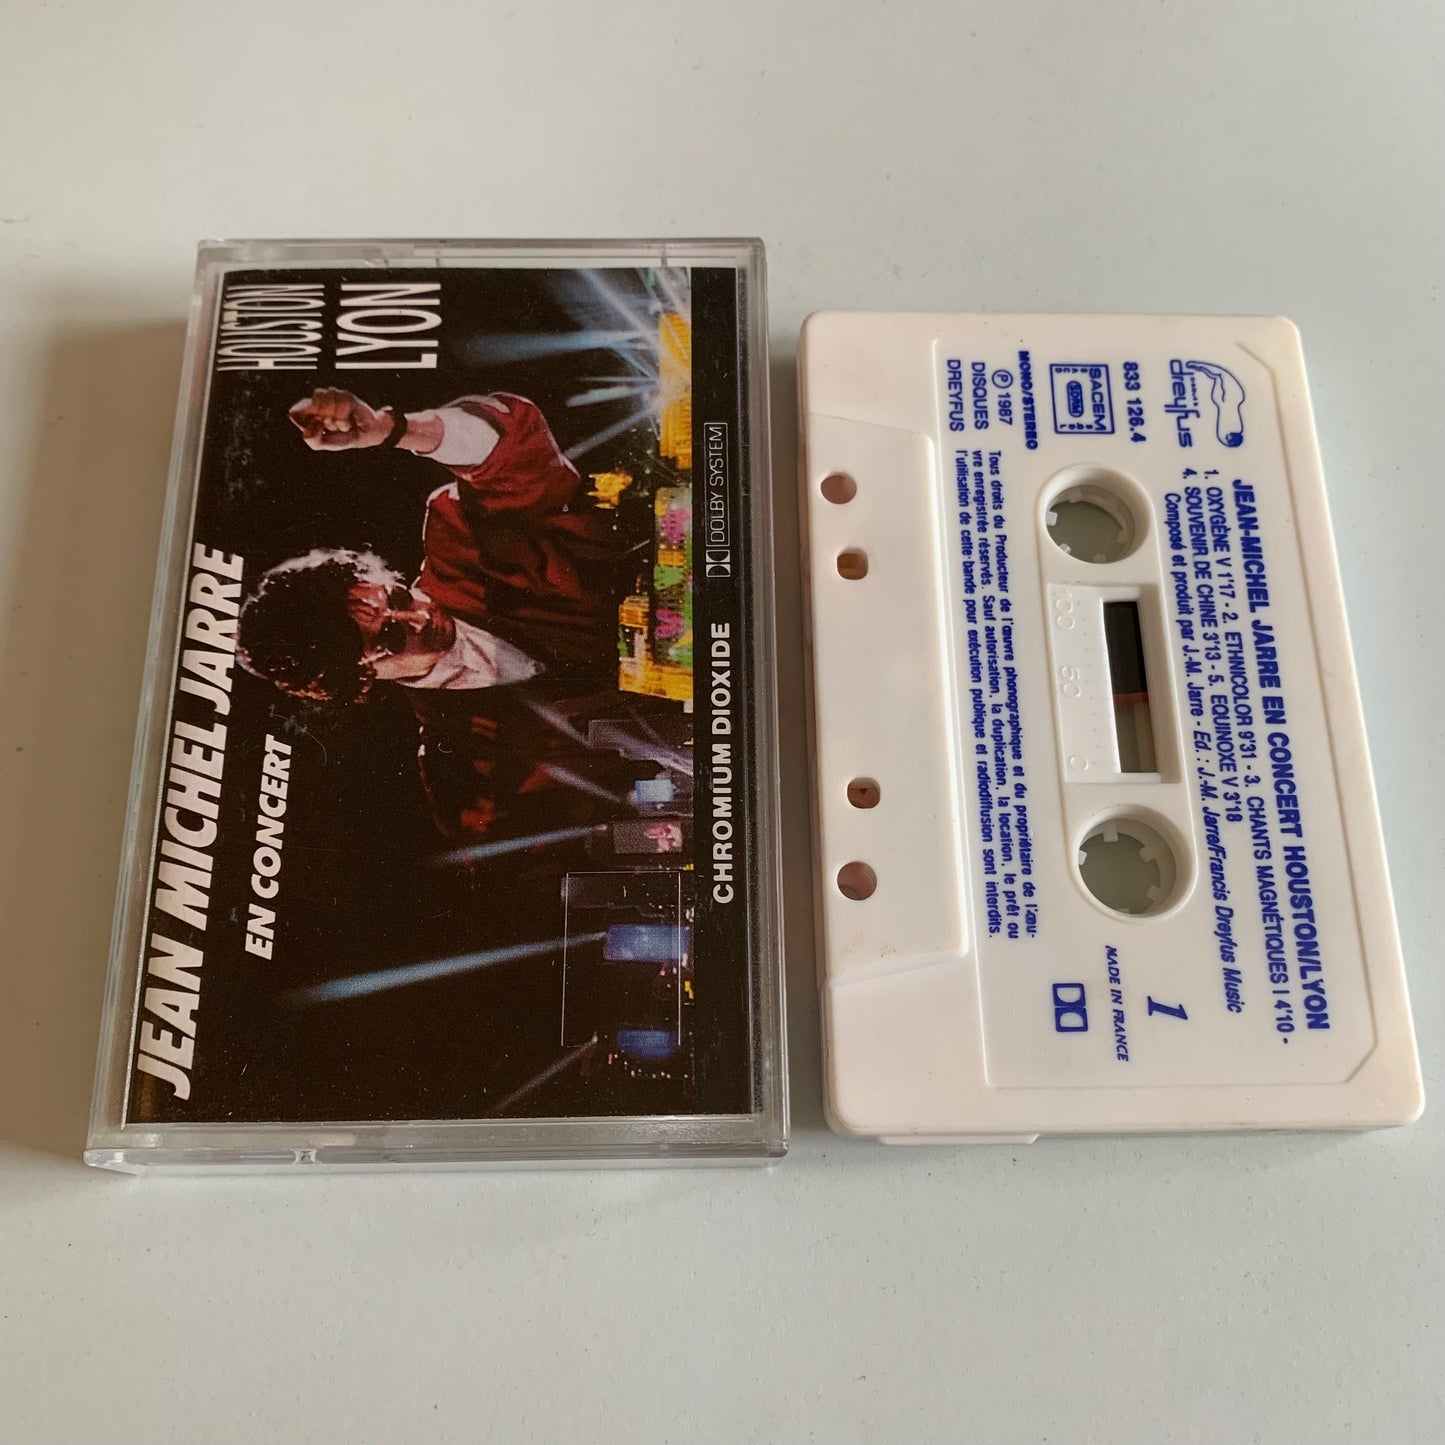 JEAN MICHEL JARRE
EN CONCERT
HOUSTON
LYON
CHROMIUM DIOXIDE
DOLBY SYSTEM
JEAN-MICHEL JARRE EN CONCERT HOUSTON/LYON
1. OXYGÈNE V 1'17 - 2. ETHNICOLOR 9'31 - 3. CHANTS MAGNÉTIQUES I 4'10 -
4. SOUVENIR DE CHINE 3'13 - 5. EQUINOXE V 3'18
Composé et produit par J.-M. Jarre - Ed.: J.-M. Jarre/Francis Dreyfus Music
dreyfus
833 126.4
SACEM
SDRM
MONO/STEREO
℗ 1987
DISQUES
DREYFUS
1
MADE IN FRANCE
100 50 0
Tous droits du Producteur de l'œuvre phonographique et du propriétaire de l'œu-
vre enregistrée réservés. Sauf autorisation, la duplication, la location, le prêt ou
l'utilisation de cette bande pour exécution publique et radiodiffusion sont interdits.